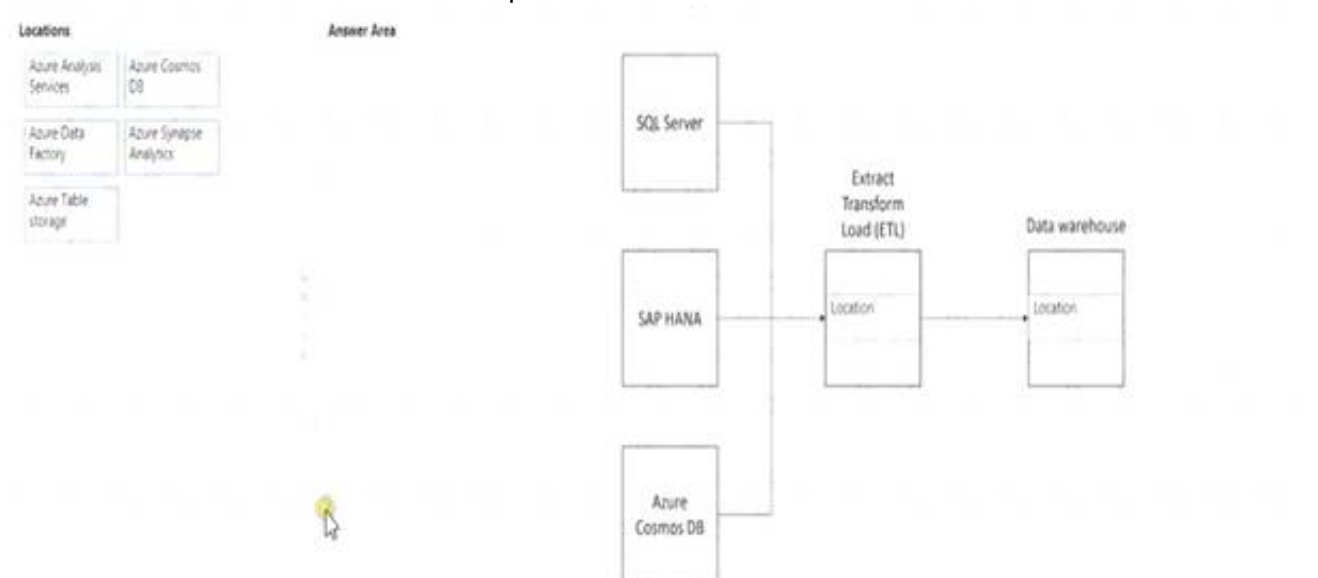 Locations
Answer Area
Azure Analysis
Services
Azure Cosmos
DB
Azure Data
Factory
Azure Synapse
Analytics
Azure Table
storage
SQL Server
SAP HANA
Azure
Cosmos DB
Extract
Transform
Load (ETL)
Location
Data warehouse
Location